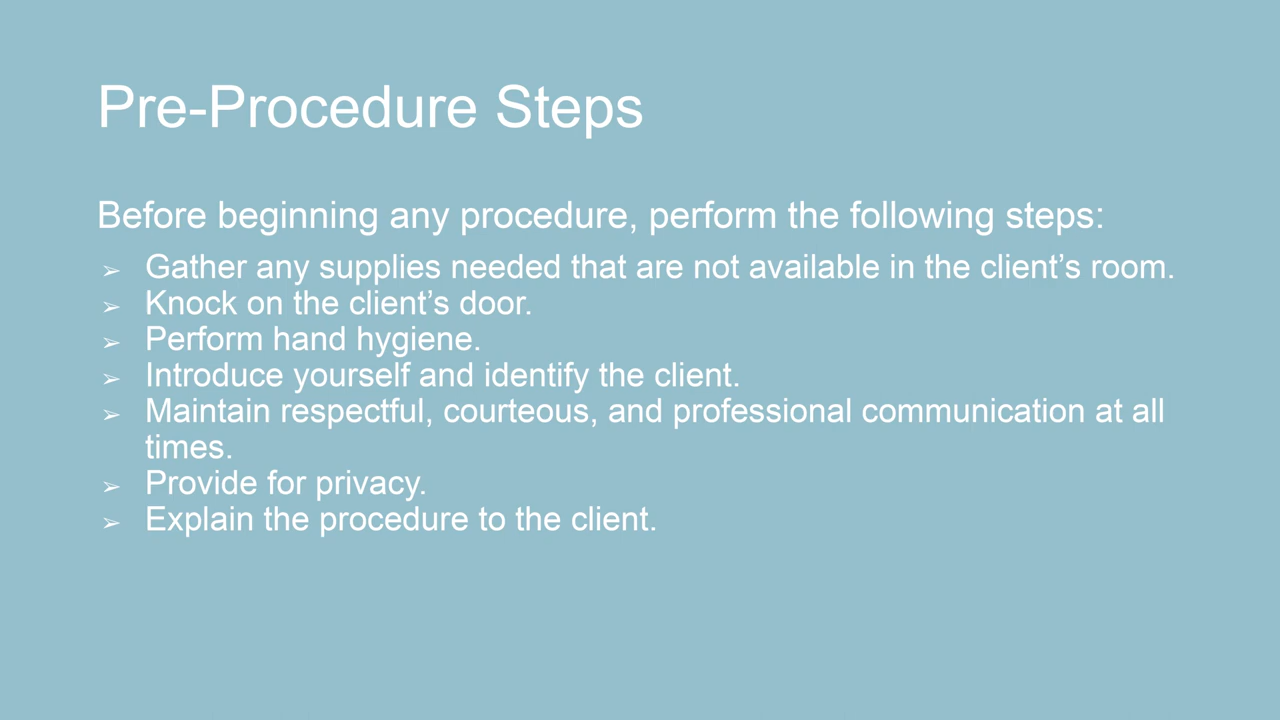 Pre-Procedure Steps
Before beginning any procedure, perform the following steps:
➢ Gather any supplies needed that are not available in the client’s room.
➢ Knock on the client’s door.
➢ Perform hand hygiene.
➢ Introduce yourself and identify the client.
➢ Maintain respectful, courteous, and professional communication at all
times.
➢ Provide for privacy.
➢ Explain the procedure to the client.